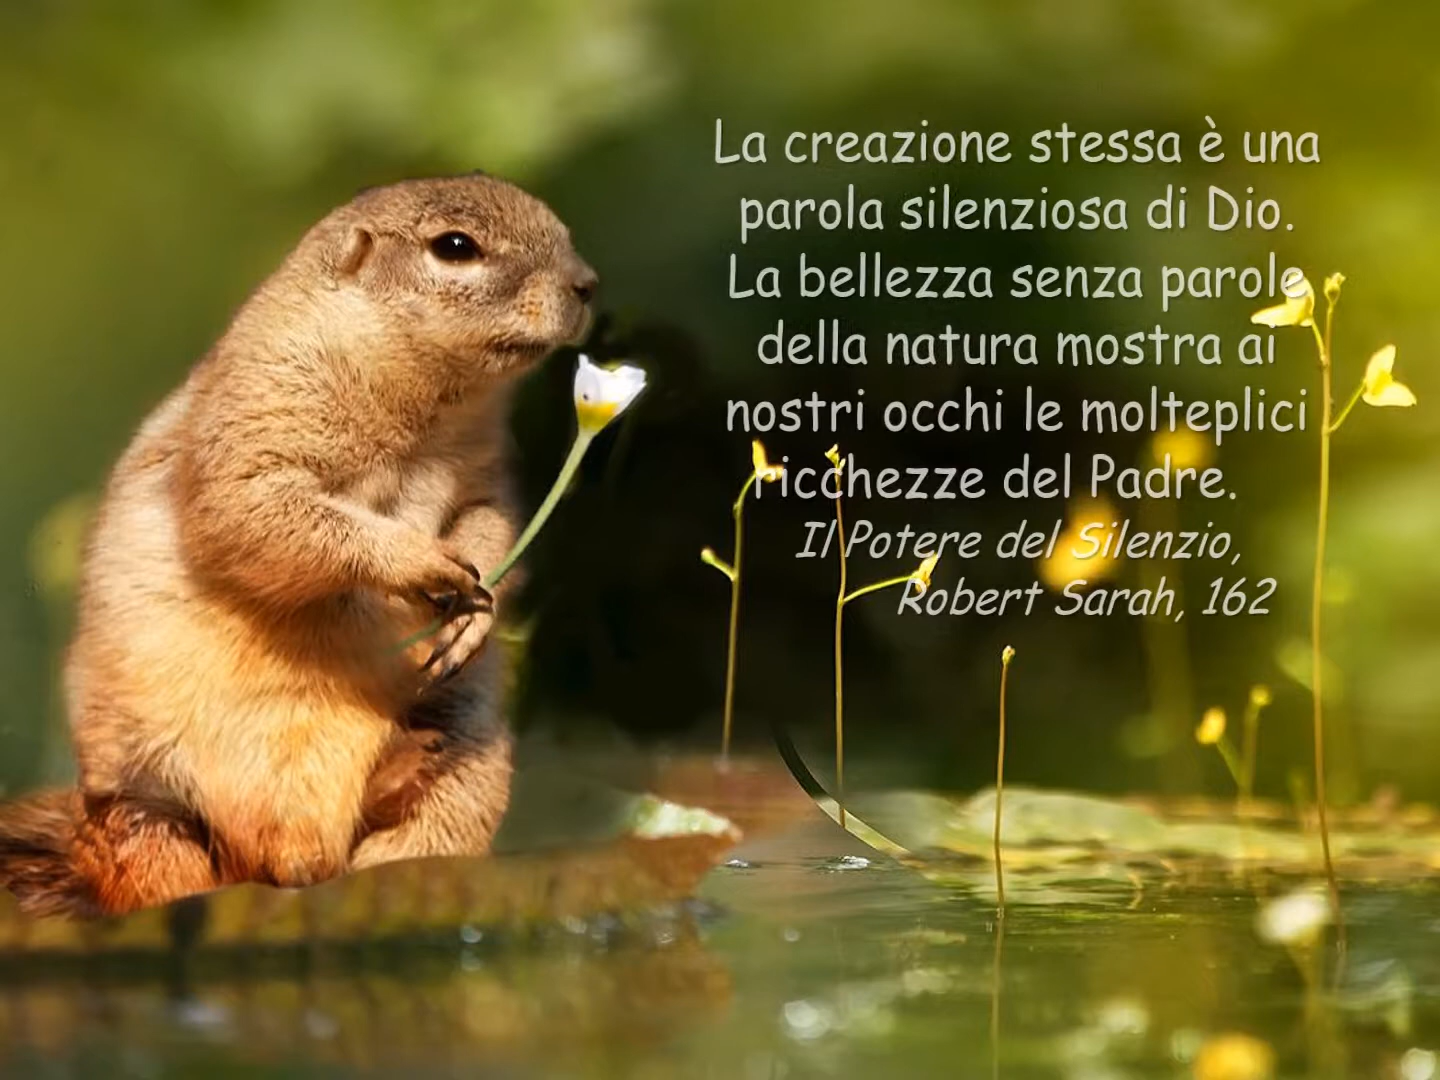 La creazione stessa è una
parola silenziosa di Dio.
La bellezza senza parole
della natura mostra ai
nostri occhi le molteplici
ricchezze del Padre.
Il Potere del Silenzio,
Robert Sarah, 162